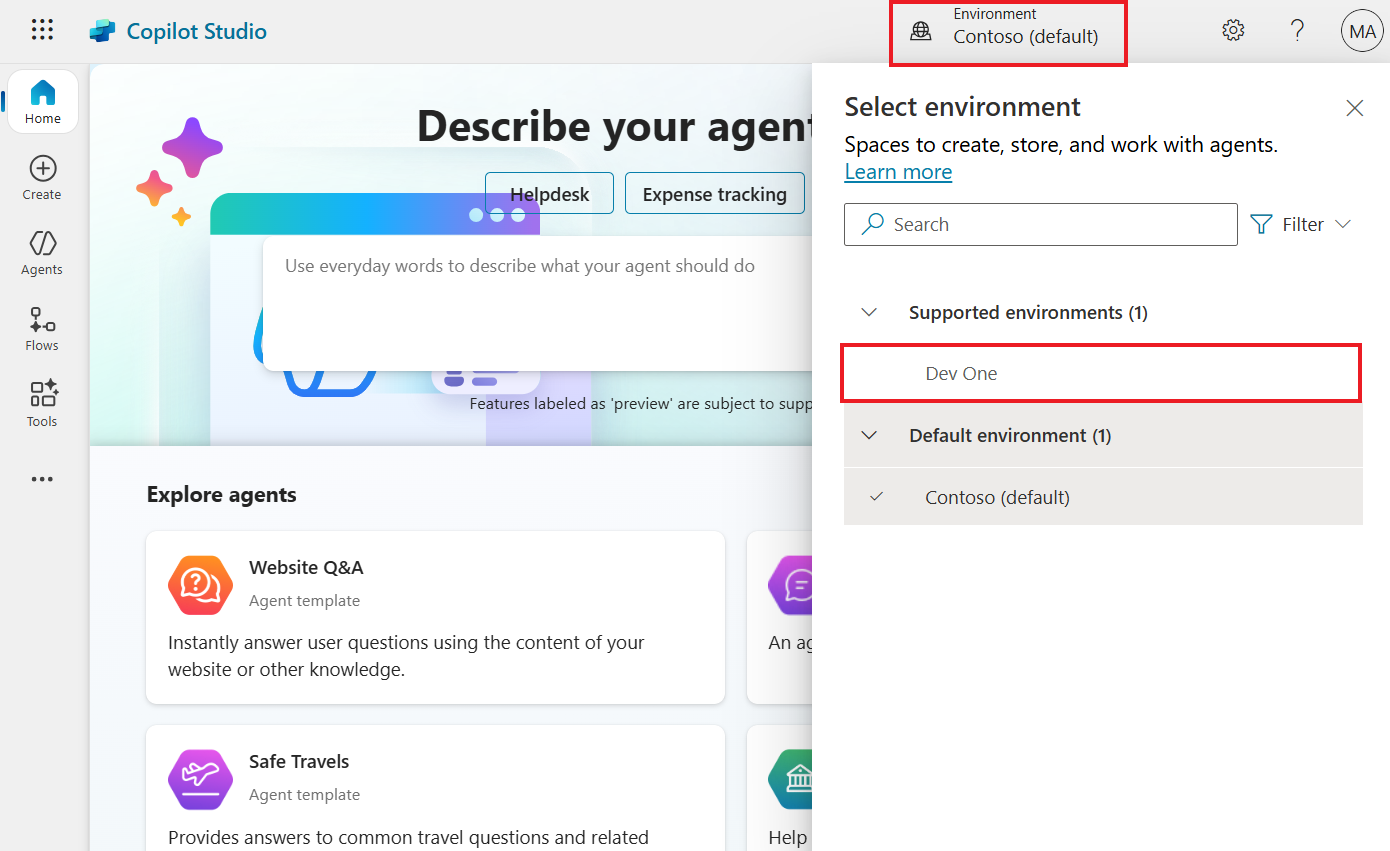 Copilot Studio
Environment
Contoso (default)
?
MA
Home
Create
Agents
Flows
Tools
Describe your agent
Helpdesk
Expense tracking
Use everyday words to describe what your agent should do
Features labeled as 'preview' are subject to supp
Explore agents
Website Q&A
Agent template
Instantly answer user questions using the content of your
website or other knowledge.
An ag
Safe Travels
Agent template
Provides answers to common travel questions and related
Help
Select environment
Spaces to create, store, and work with agents.
Learn more
Search
Filter
Supported environments (1)
Dev One
Default environment (1)
Contoso (default)